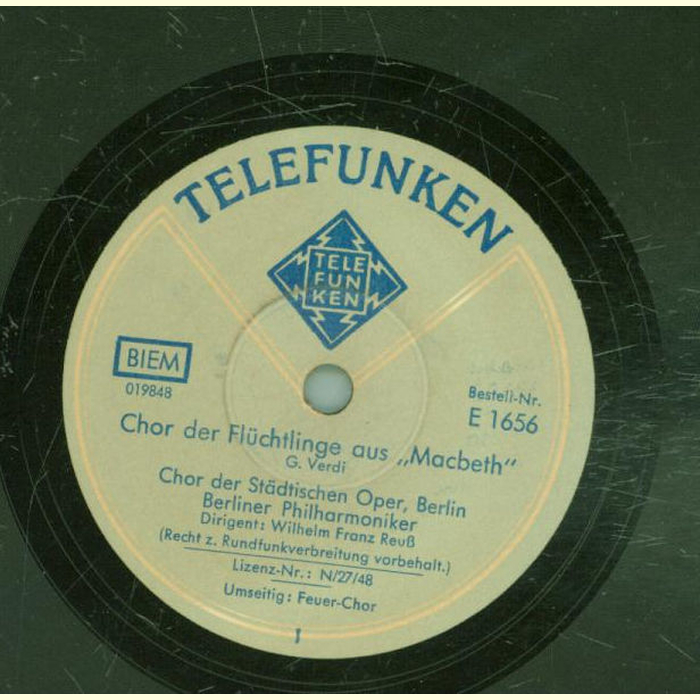 TELEFUNKEN
TELE
FUN
KEN
BIEM
019848
Bestell-Nr.
E 1656
Chor der Flüchtlinge aus „Macbeth“
G. Verdi
Chor der Städtischen Oper, Berlin
Berliner Philharmoniker
Dirigent: Wilhelm Franz Reuß
(Recht z. Rundfunkverbreitung vorbehalt.)
Lizenz-Nr.: N/27/48
Umseitig: Feuer-Chor
I